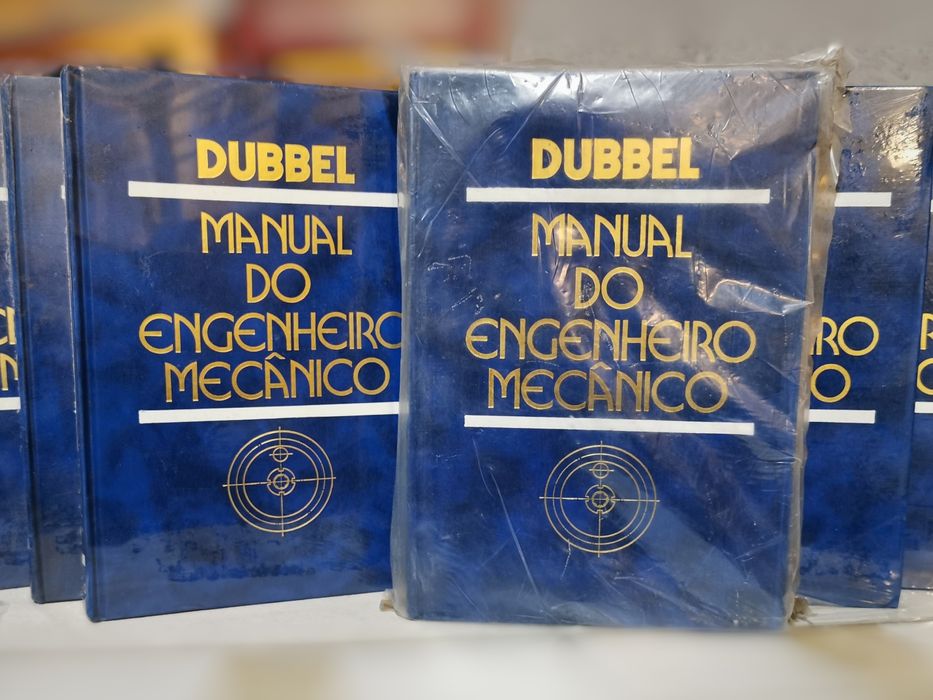 DUBBEL
MANUAL
DO
ENGENHEIRO
MECÂNICO
DUBBEL
MANUAL
DO
ENGENHEIRO
MECÂNICO